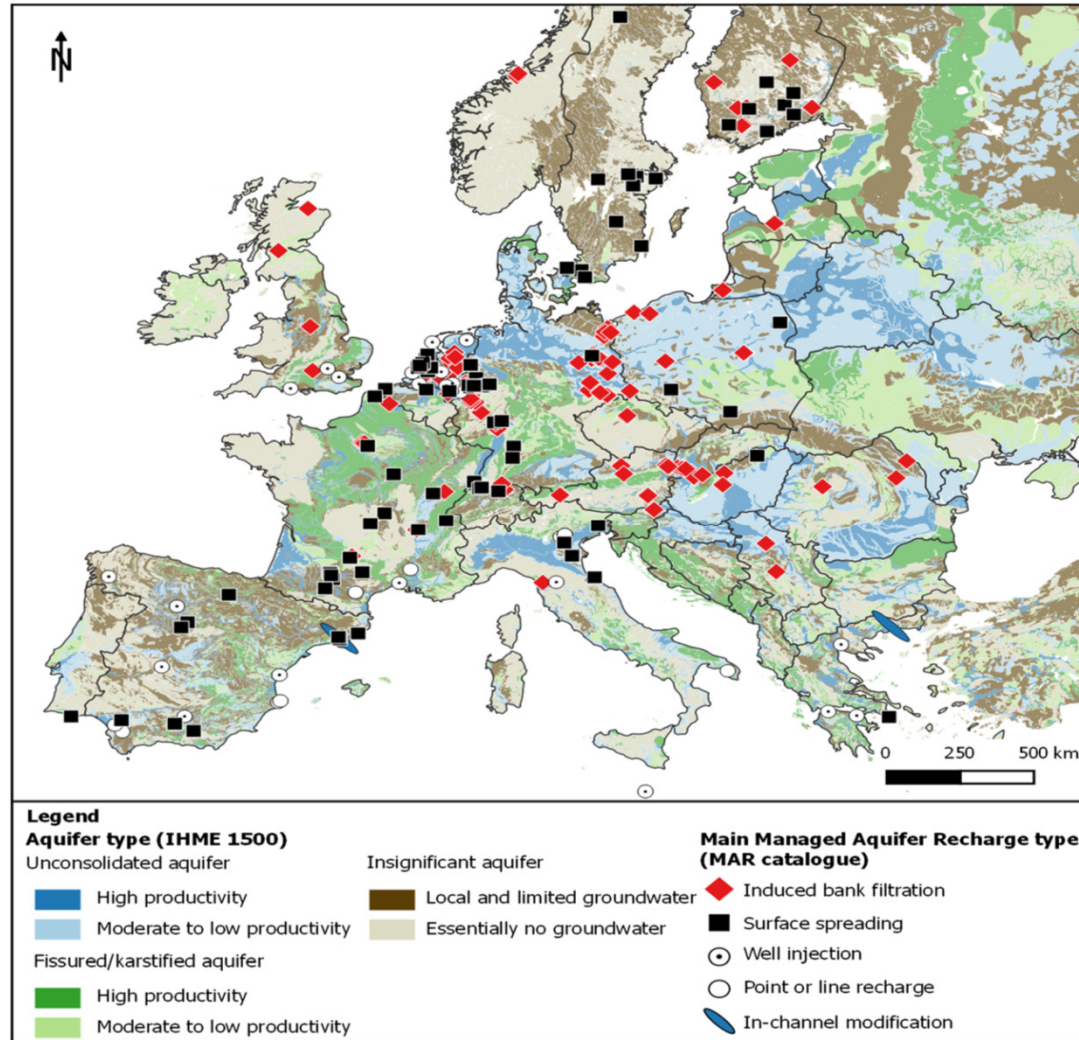 N
0 250 500 km
Legend
Aquifer type (IHME 1500)
Unconsolidated aquifer
High productivity
Moderate to low productivity
Fissured/karstified aquifer
High productivity
Moderate to low productivity
Insignificant aquifer
Local and limited groundwater
Essentially no groundwater
Main Managed Aquifer Recharge type
(MAR catalogue)
Induced bank filtration
Surface spreading
Well injection
Point or line recharge
In-channel modification